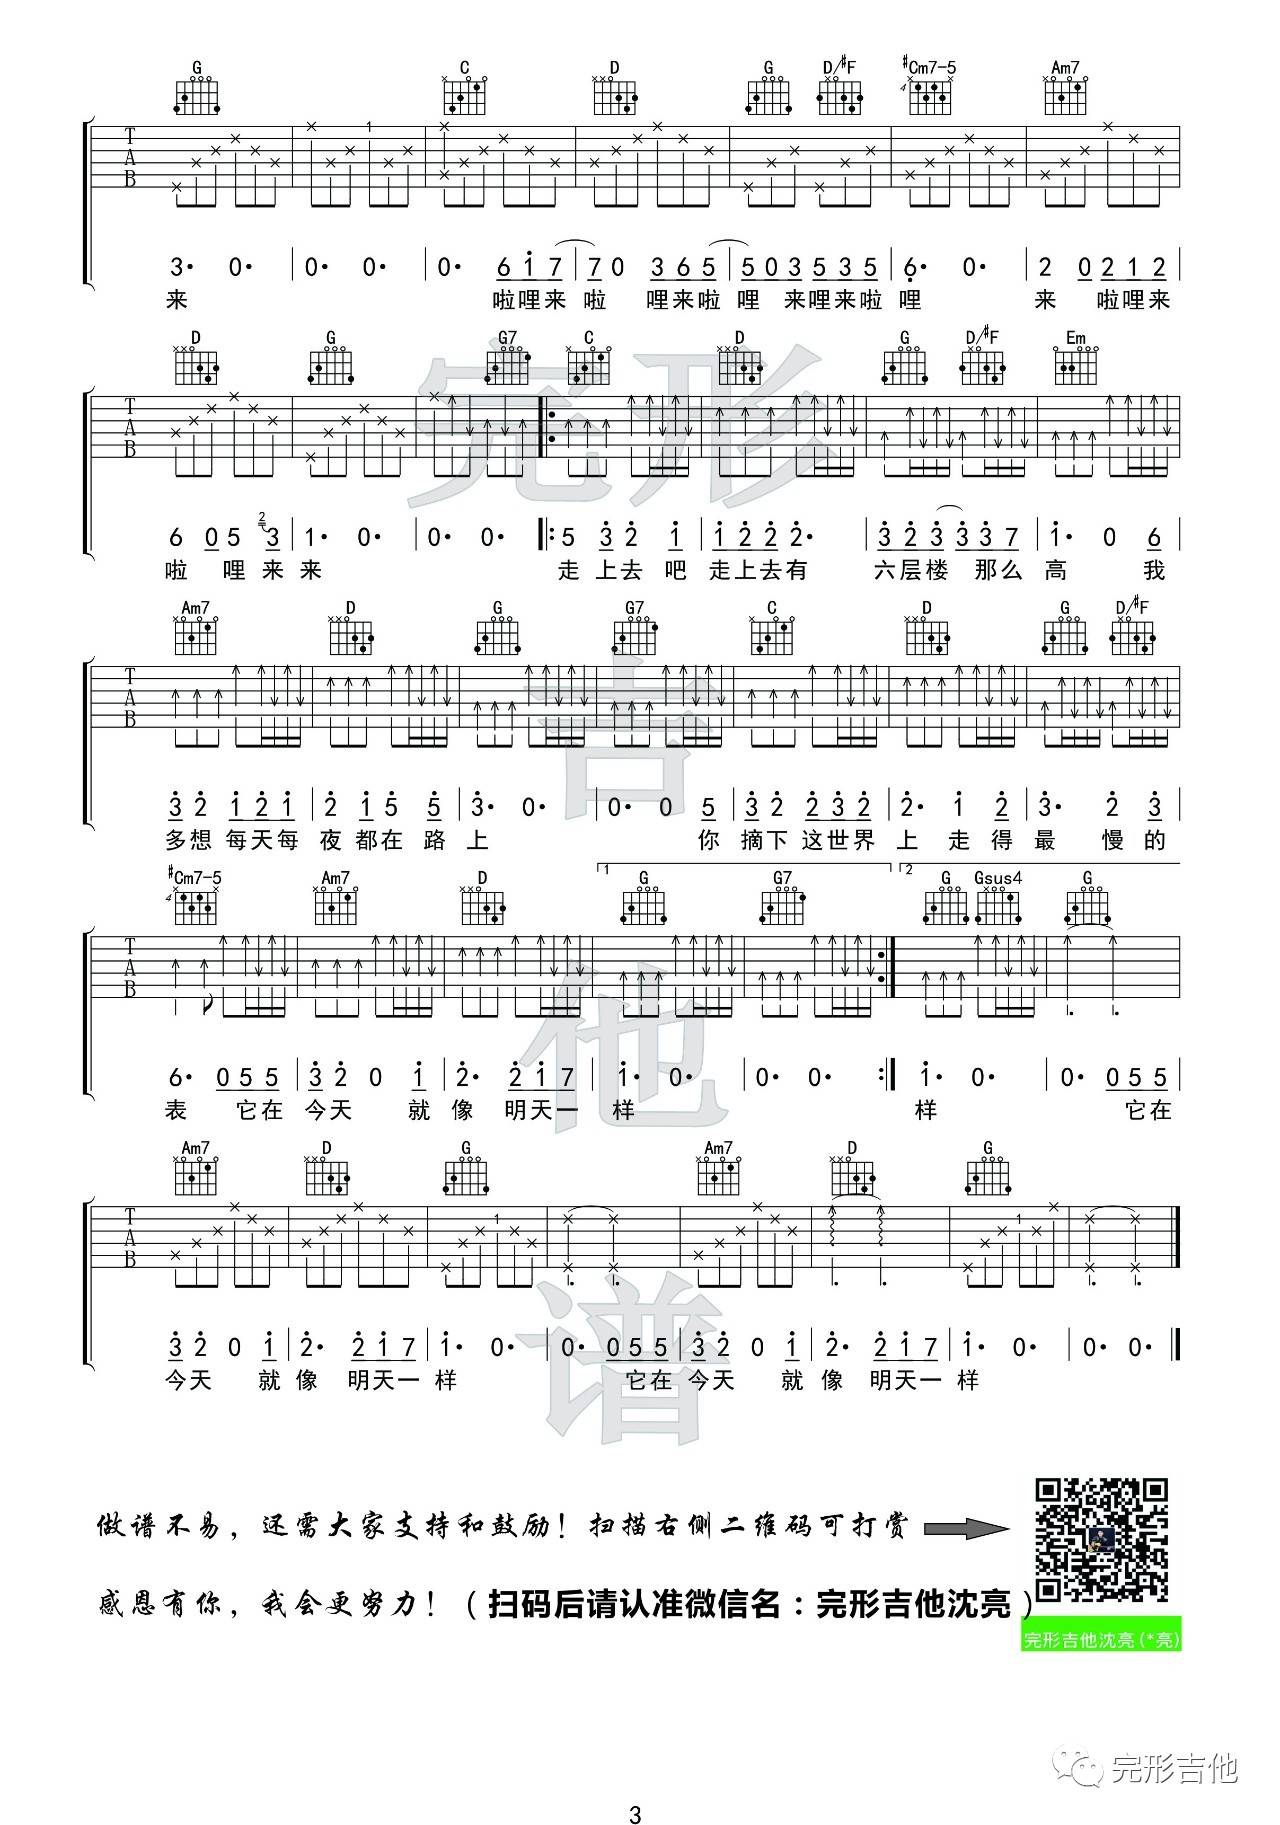 G C D G D/#F #Cm7-5 Am7
T A B
3· 0· 0· 0· 0· 6 1 7 7 0 3 6 5 5 0 3 5 3 5 6· 0· 2 0 2 1 2
来 啦哩来 啦 哩来啦 哩 来哩来啦 哩 来 啦哩来
D G G7 C D G D/#F Em
T A B
6 0 5 2 3 1· 0· 0· 0· 5 3 2 1 1 2 2 2· 3 2 3 3 3 7 1· 0 6
啦 哩 来 来 走 上去 吧 走上去有 六层楼 那么 高 我
Am7 D G G7 C D G D/#F
T A B
3 2 1 2 1 2 1 5 5 3· 0· 0· 0 5 3 2 2 3 2 2· 1 2 3· 2 3
多想 每天每 夜都在 路 上 你 摘下 这世界 上 走 得 最 慢 的
#Cm7-5 Am7 D 1 G G7 2 G Gsus4 G
T A B
6· 0 5 5 3 2 0 1 2· 2 1 7 1· 0· 0· 0· 1· 0· 0· 0 5 5
表 它在 今天 就 像 明天一 样 样 它在
Am7 D G Am7 D G
T A B
3 2 0 1 2· 2 1 7 1· 0· 0· 0 5 5 3 2 0 1 2· 2 1 7 1· 0· 0· 0·
今天 就 像 明天一 样 它在 今天 就 像 明天一 样
完形吉他谱
做谱不易，还需大家支持和鼓励！扫描右侧二维码可打赏
感恩有你，我会更努力！（扫码后请认准微信名：完形吉他沈亮）
完形吉他沈亮(*亮)
完形吉他
3